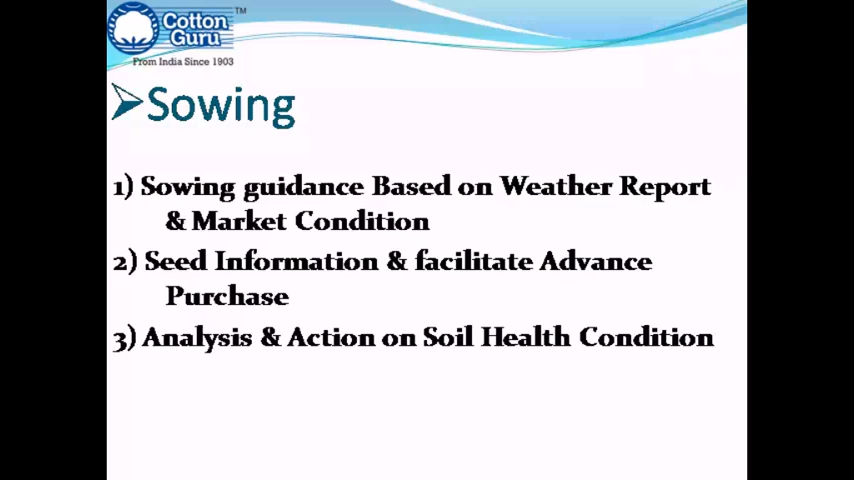 Cotton
Guru
TM
From India Since 1903
Sowing
1) Sowing guidance Based on Weather Report
& Market Condition
2) Seed Information & facilitate Advance
Purchase
3) Analysis & Action on Soil Health Condition